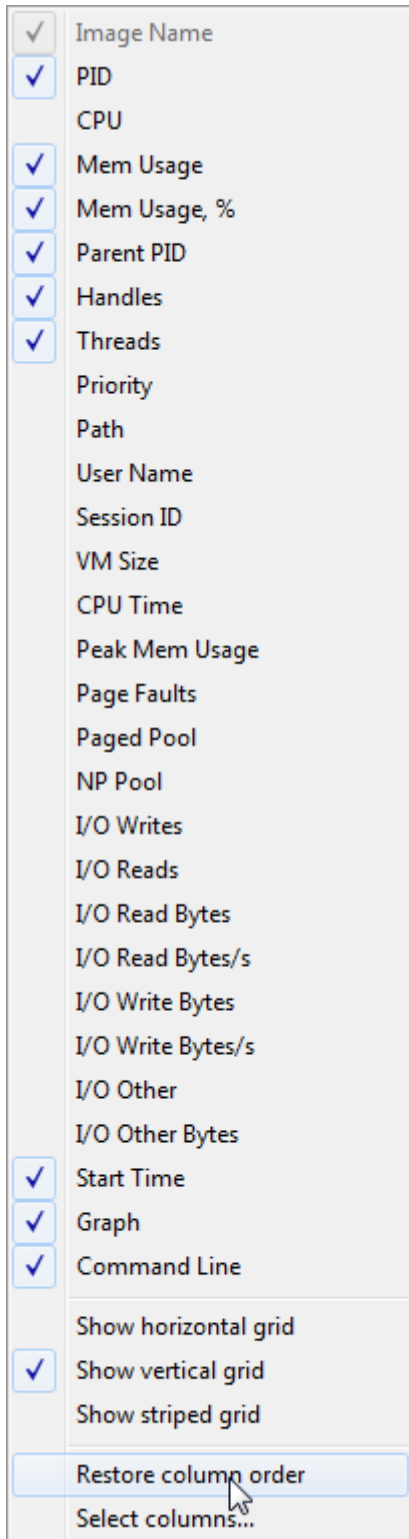 Image Name
PID
CPU
Mem Usage
Mem Usage, %
Parent PID
Handles
Threads
Priority
Path
User Name
Session ID
VM Size
CPU Time
Peak Mem Usage
Page Faults
Paged Pool
NP Pool
I/O Writes
I/O Reads
I/O Read Bytes
I/O Read Bytes/s
I/O Write Bytes
I/O Write Bytes/s
I/O Other
I/O Other Bytes
Start Time
Graph
Command Line
Show horizontal grid
Show vertical grid
Show striped grid
Restore column order
Select columns...